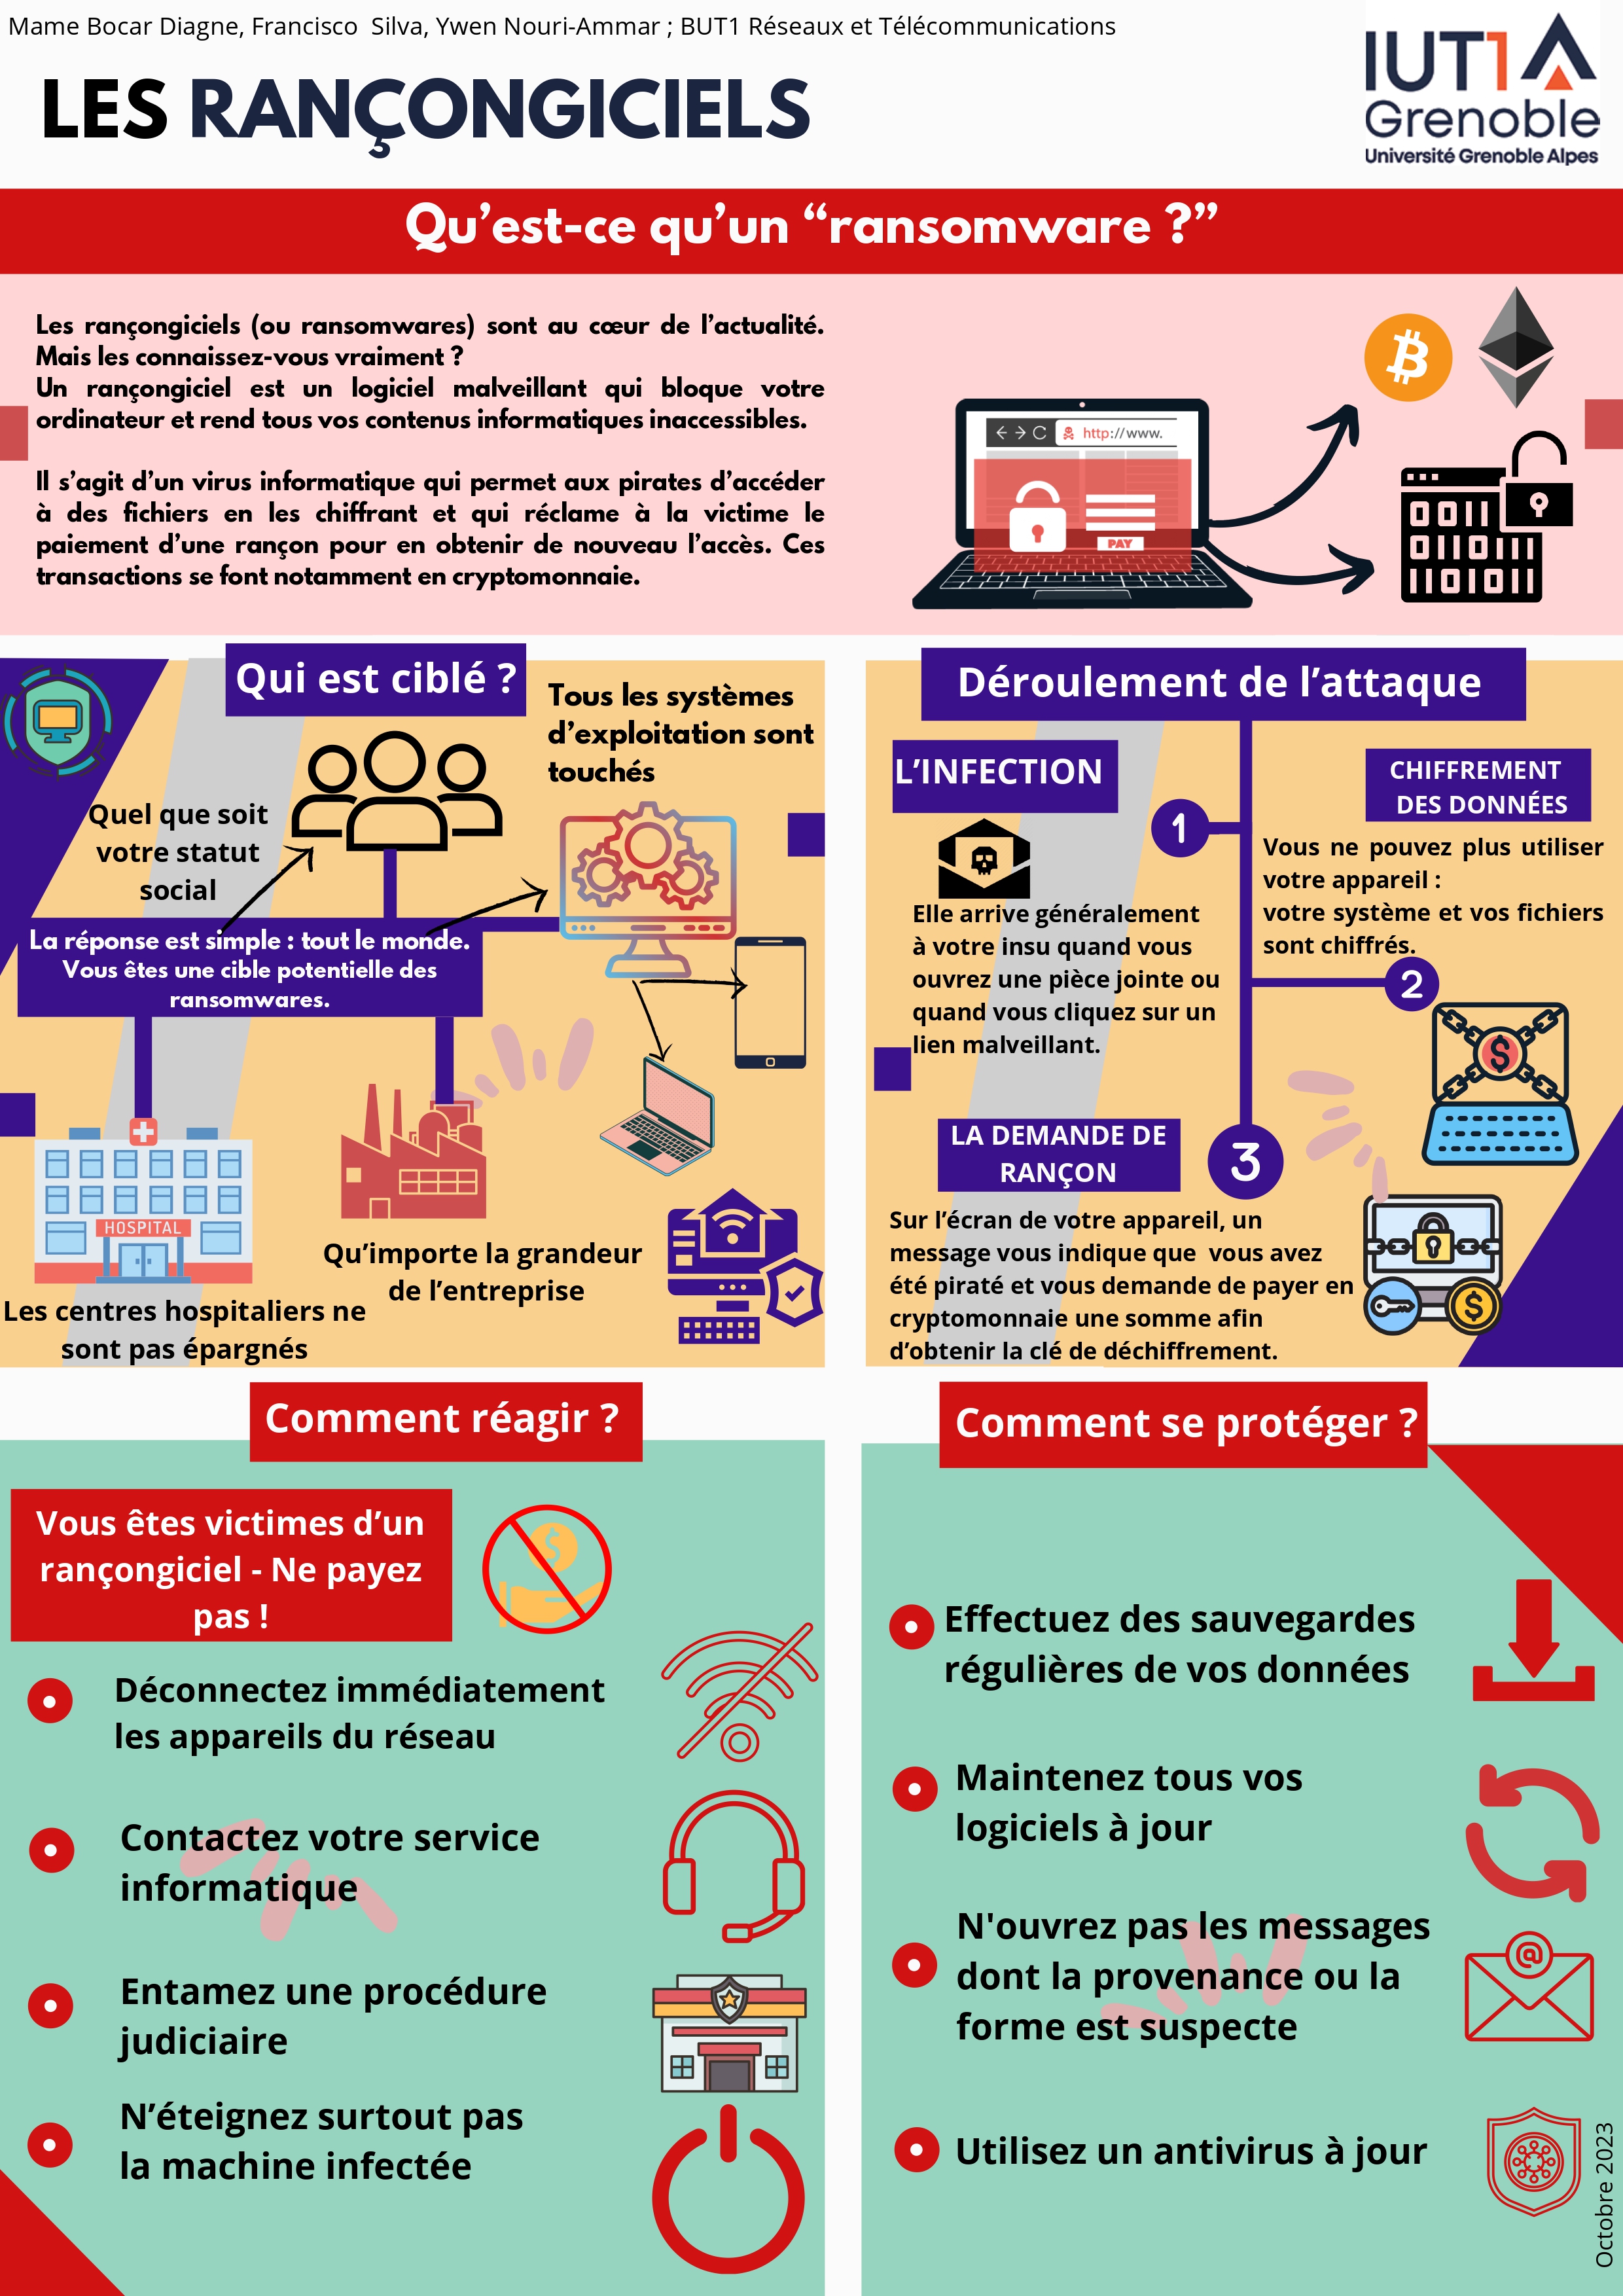 Mame Bocar Diagne, Francisco Silva, Ywen Nouri-Ammar ; BUT1 Réseaux et Télécommunications
IUT1
Grenoble
Université Grenoble Alpes
LES RANÇONGICIELS
Qu’est-ce qu’un “ransomware ?”
Les rançongiciels (ou ransomwares) sont au cœur de l’actualité.
Mais les connaissez-vous vraiment ?
Un rançongiciel est un logiciel malveillant qui bloque votre
ordinateur et rend tous vos contenus informatiques inaccessibles.
Il s’agit d’un virus informatique qui permet aux pirates d’accéder
à des fichiers en les chiffrant et qui réclame à la victime le
paiement d’une rançon pour en obtenir de nouveau l’accès. Ces
transactions se font notamment en cryptomonnaie.
http://www.
PAY
Qui est ciblé ?
Tous les systèmes
d’exploitation sont
touchés
Quel que soit
votre statut
social
La réponse est simple : tout le monde.
Vous êtes une cible potentielle des
ransomwares.
HOSPITAL
Les centres hospitaliers ne
sont pas épargnés
Qu’importe la grandeur
de l’entreprise
Déroulement de l’attaque
L’INFECTION
1
Elle arrive généralement
à votre insu quand vous
ouvrez une pièce jointe ou
quand vous cliquez sur un
lien malveillant.
CHIFFREMENT
DES DONNÉES
Vous ne pouvez plus utiliser
votre appareil :
votre système et vos fichiers
sont chiffrés.
2
LA DEMANDE DE
RANÇON
3
Sur l’écran de votre appareil, un
message vous indique que vous avez
été piraté et vous demande de payer en
cryptomonnaie une somme afin
d’obtenir la clé de déchiffrement.
Comment réagir ?
Vous êtes victimes d’un
rançongiciel - Ne payez
pas !
Déconnectez immédiatement
les appareils du réseau
Contactez votre service
informatique
Entamez une procédure
judiciaire
N’éteignez surtout pas
la machine infectée
Comment se protéger ?
Effectuez des sauvegardes
régulières de vos données
Maintenez tous vos
logiciels à jour
N'ouvrez pas les messages
dont la provenance ou la
forme est suspecte
Utilisez un antivirus à jour
Octobre 2023